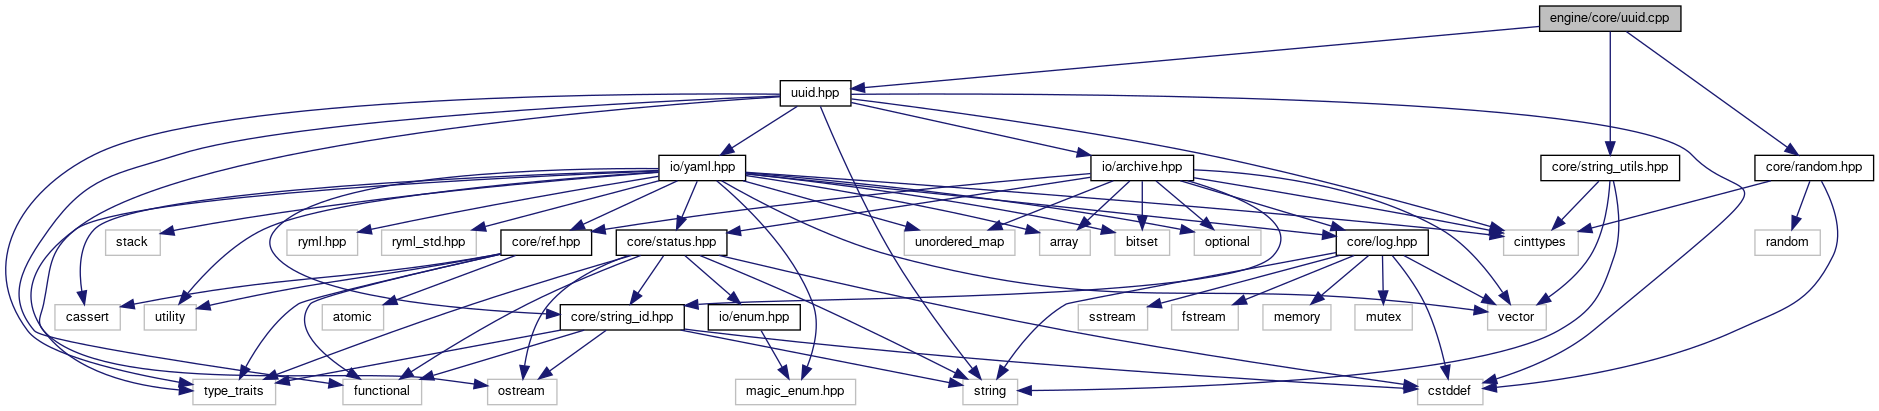 engine/core/uuid.cpp
uuid.hpp
io/yaml.hpp
io/archive.hpp
core/string_utils.hpp
core/random.hpp
stack
ryml.hpp
ryml_std.hpp
core/ref.hpp
core/status.hpp
unordered_map
array
bitset
optional
core/log.hpp
cinttypes
random
cassert
utility
atomic
core/string_id.hpp
io/enum.hpp
sstream
fstream
memory
mutex
vector
type_traits
functional
ostream
magic_enum.hpp
string
cstddef